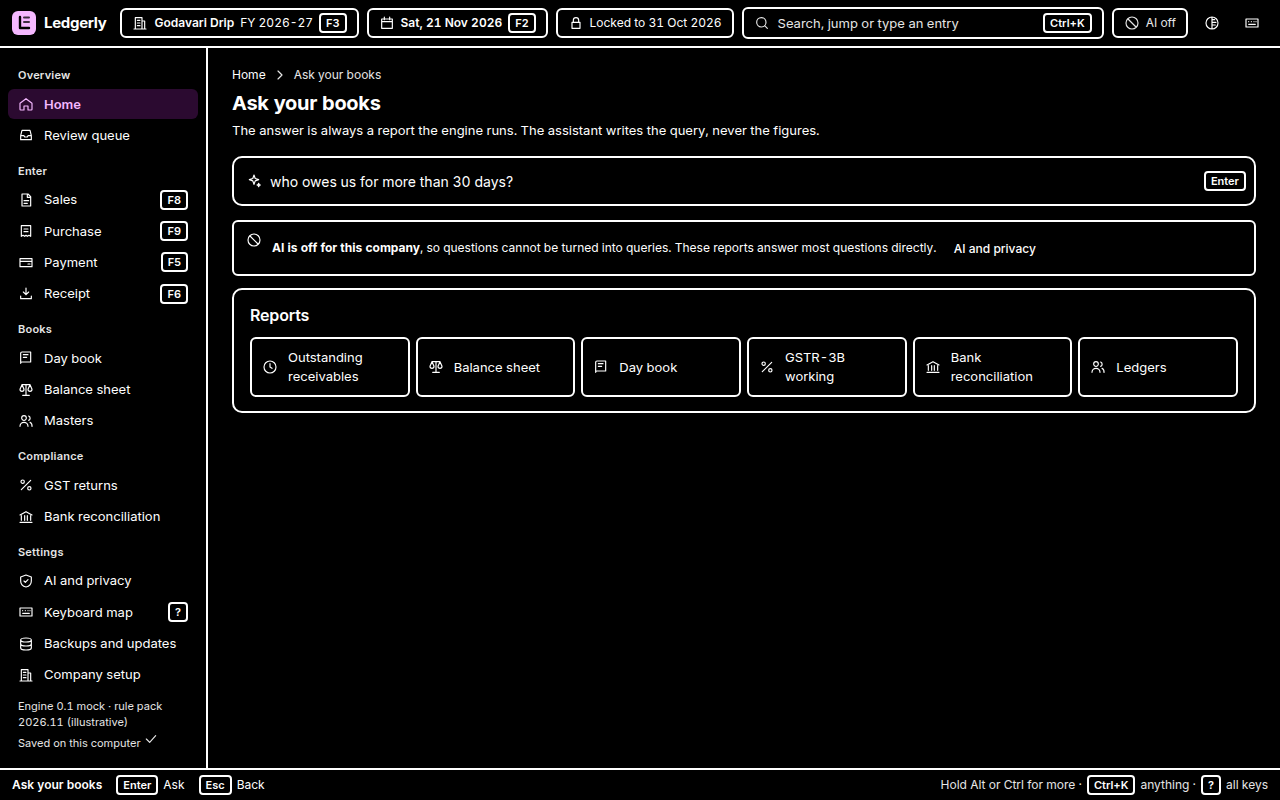 Ledgerly
Godavari Drip FY 2026-27 F3
Sat, 21 Nov 2026 F2
Locked to 31 Oct 2026
Search, jump or type an entry Ctrl+K
AI off
Overview
Home
Review queue
Enter
Sales F8
Purchase F9
Payment F5
Receipt F6
Books
Day book
Balance sheet
Masters
Compliance
GST returns
Bank reconciliation
Settings
AI and privacy
Keyboard map ?
Backups and updates
Company setup
Engine 0.1 mock · rule pack
2026.11 (illustrative)
Saved on this computer
Home Ask your books
Ask your books
The answer is always a report the engine runs. The assistant writes the query, never the figures.
who owes us for more than 30 days? Enter
AI is off for this company, so questions cannot be turned into queries. These reports answer most questions directly. AI and privacy
Reports
Outstanding
receivables
Balance sheet
Day book
GSTR-3B
working
Bank
reconciliation
Ledgers
Ask your books Enter Ask Esc Back
Hold Alt or Ctrl for more · Ctrl+K anything · ? all keys